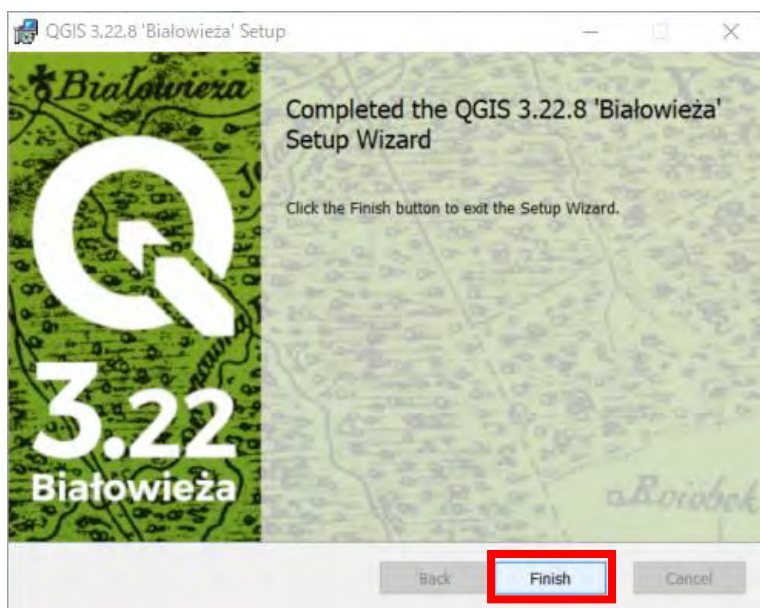 QGIS 3.22.8 'Białowieża' Setup
Białowieża
Completed the QGIS 3.22.8 'Białowieża'
Setup Wizard
Click the Finish button to exit the Setup Wizard.
3.22
Białowieża
Back
Finish
Cancel